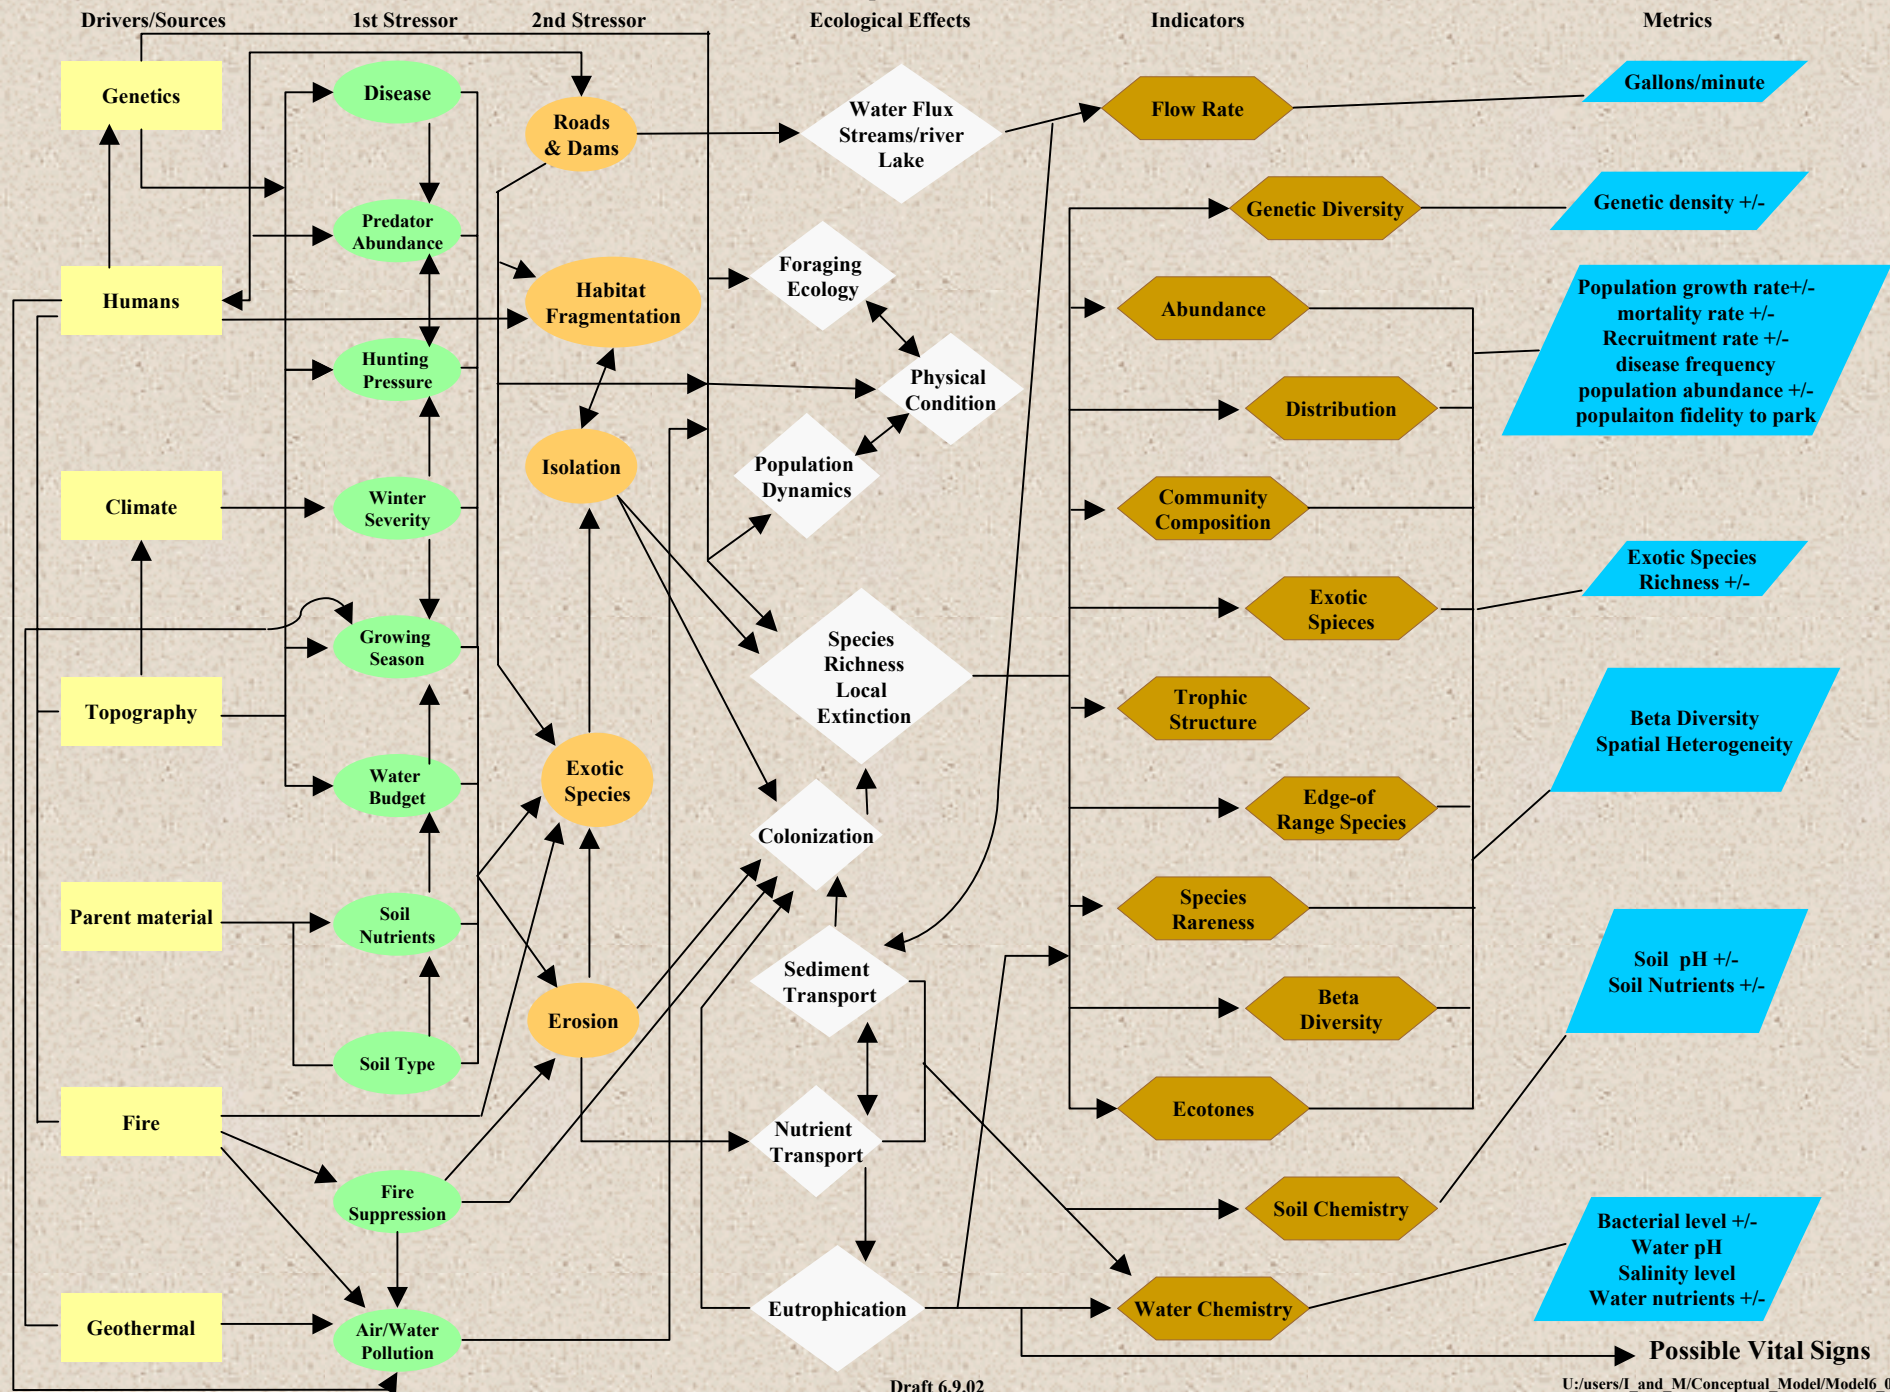 Drivers/Sources
1st Stressor
2nd Stressor
Ecological Effects
Indicators
Metrics
Genetics
Humans
Climate
Topography
Parent material
Fire
Geothermal
Disease
Predator
Abundance
Hunting
Pressure
Winter
Severity
Growing
Season
Water
Budget
Soil
Nutrients
Soil Type
Fire
Suppression
Air/Water
Pollution
Roads
& Dams
Habitat
Fragmentation
Isolation
Exotic
Species
Erosion
Water Flux
Streams/river
Lake
Foraging
Ecology
Physical
Condition
Population
Dynamics
Species
Richness
Local
Extinction
Colonization
Sediment
Transport
Nutrient
Transport
Eutrophication
Flow Rate
Genetic Diversity
Abundance
Distribution
Community
Composition
Exotic
Spieces
Trophic
Structure
Edge-of
Range Species
Species
Rareness
Beta
Diversity
Ecotones
Soil Chemistry
Water Chemistry
Gallons/minute
Genetic density +/-
Population growth rate+/-
mortality rate +/-
Recruitment rate +/-
disease frequency
population abundance +/-
populaiton fidelity to park
Exotic Species
Richness +/-
Beta Diversity
Spatial Heterogeneity
Soil pH +/-
Soil Nutrients +/-
Bacterial level +/-
Water pH
Salinity level
Water nutrients +/-
Possible Vital Signs
Draft 6.9.02
U:/users/I_and_M/Conceptual_Model/Model6_0